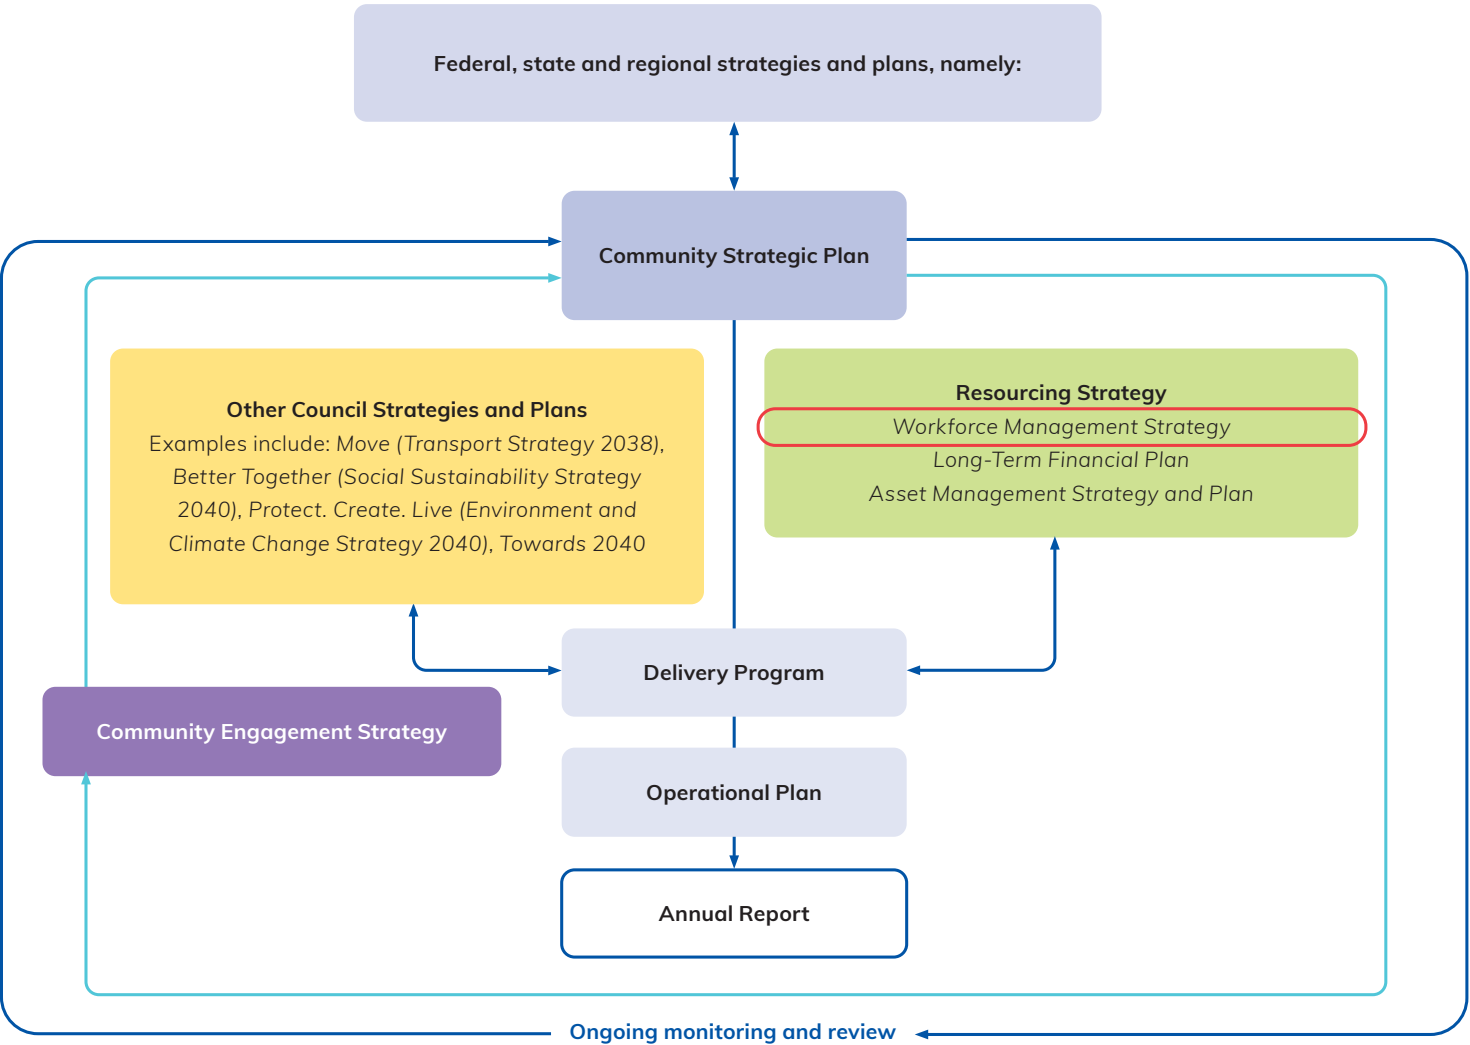 Federal, state and regional strategies and plans, namely:
Community Strategic Plan
Other Council Strategies and Plans
Examples include: Move (Transport Strategy 2038),
Better Together (Social Sustainability Strategy
2040), Protect. Create. Live (Environment and
Climate Change Strategy 2040), Towards 2040
Resourcing Strategy
Workforce Management Strategy
Long-Term Financial Plan
Asset Management Strategy and Plan
Delivery Program
Community Engagement Strategy
Operational Plan
Annual Report
Ongoing monitoring and review